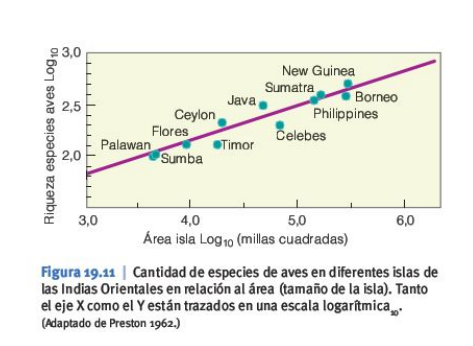 Riqueza especies aves Log10
3,0
2,5
2,0
New Guinea
Sumatra
Java
Borneo
Ceylon
Philippines
Flores
Celebes
Palawan
Timor
Sumba
3,0 4,0 5,0 6,0
Área isla Log10 (millas cuadradas)
Figura 19.11 | Cantidad de especies de aves en diferentes islas de
las Indias Orientales en relación al área (tamaño de la isla). Tanto
el eje X como el Y están trazados en una escala logarítmica10.
(Adaptado de Preston 1962.)